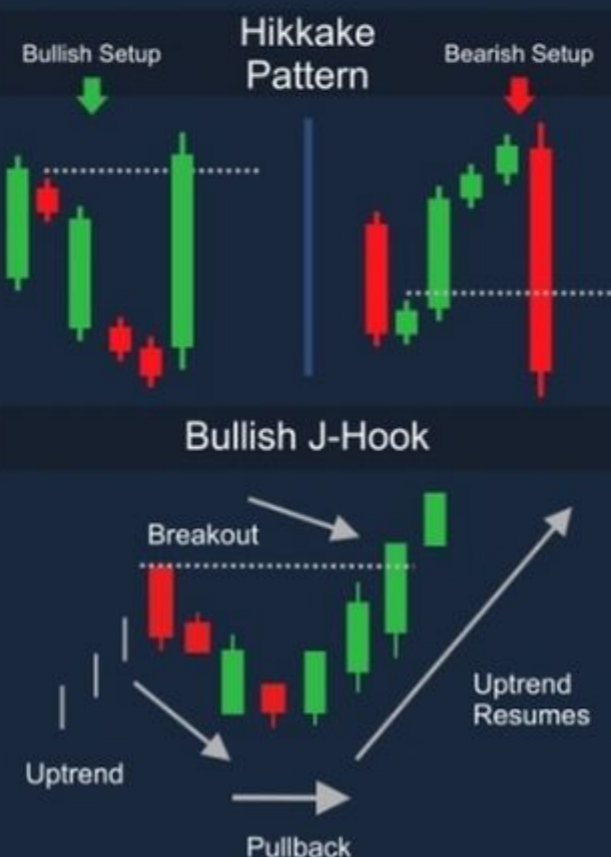 Hikkake
Pattern
Bullish Setup
Bearish Setup
Bullish J-Hook
Breakout
Uptrend
Resumes
Uptrend
Pullback